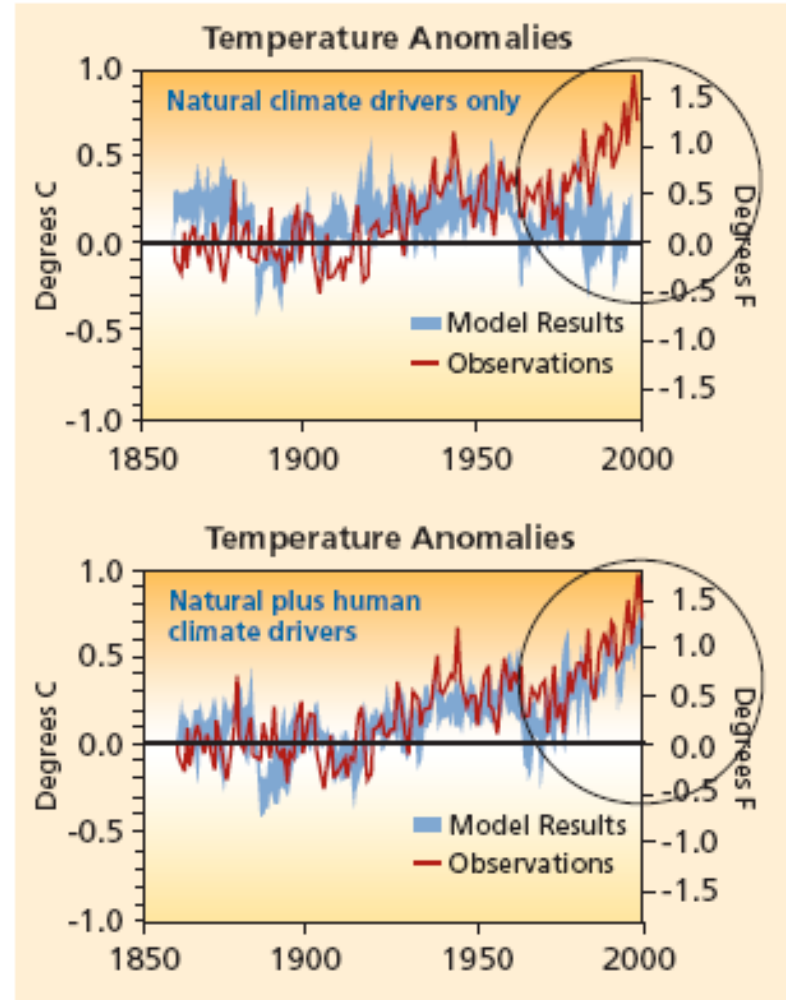 Temperature Anomalies
1.0
Natural climate drivers only
1.5
1.0
0.5
0.5
Degrees C
Degrees F
0.0
0.0
-0.5
Model Results
-0.5
-1.0
Observations
-1.5
-1.0
1850 1900 1950 2000
Temperature Anomalies
1.0
Natural plus human
climate drivers
1.5
1.0
0.5
0.5
Degrees C
Degrees F
0.0
0.0
-0.5
Model Results
-0.5
-1.0
Observations
-1.5
-1.0
1850 1900 1950 2000